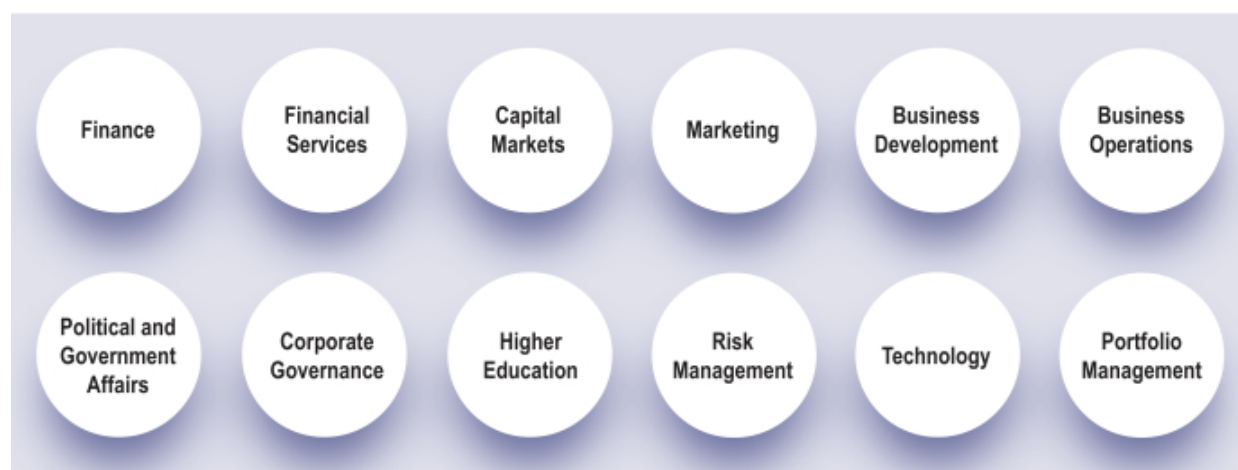 Finance
Financial
Services
Capital
Markets
Marketing
Business
Development
Business
Operations
Political and
Government
Affairs
Corporate
Governance
Higher
Education
Risk
Management
Technology
Portfolio
Management